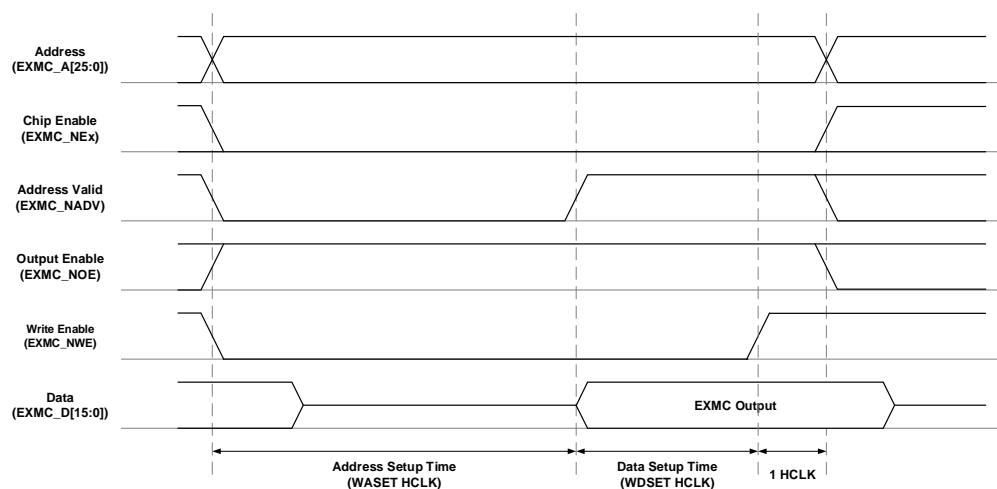 Address
(EXMC_A[25:0])
Chip Enable
(EXMC_NEx)
Address Valid
(EXMC_NADV)
Output Enable
(EXMC_NOE)
Write Enable
(EXMC_NWE)
Data
(EXMC_D[15:0])
EXMC Output
Address Setup Time
(WASET HCLK)
Data Setup Time
(WDSET HCLK)
1 HCLK